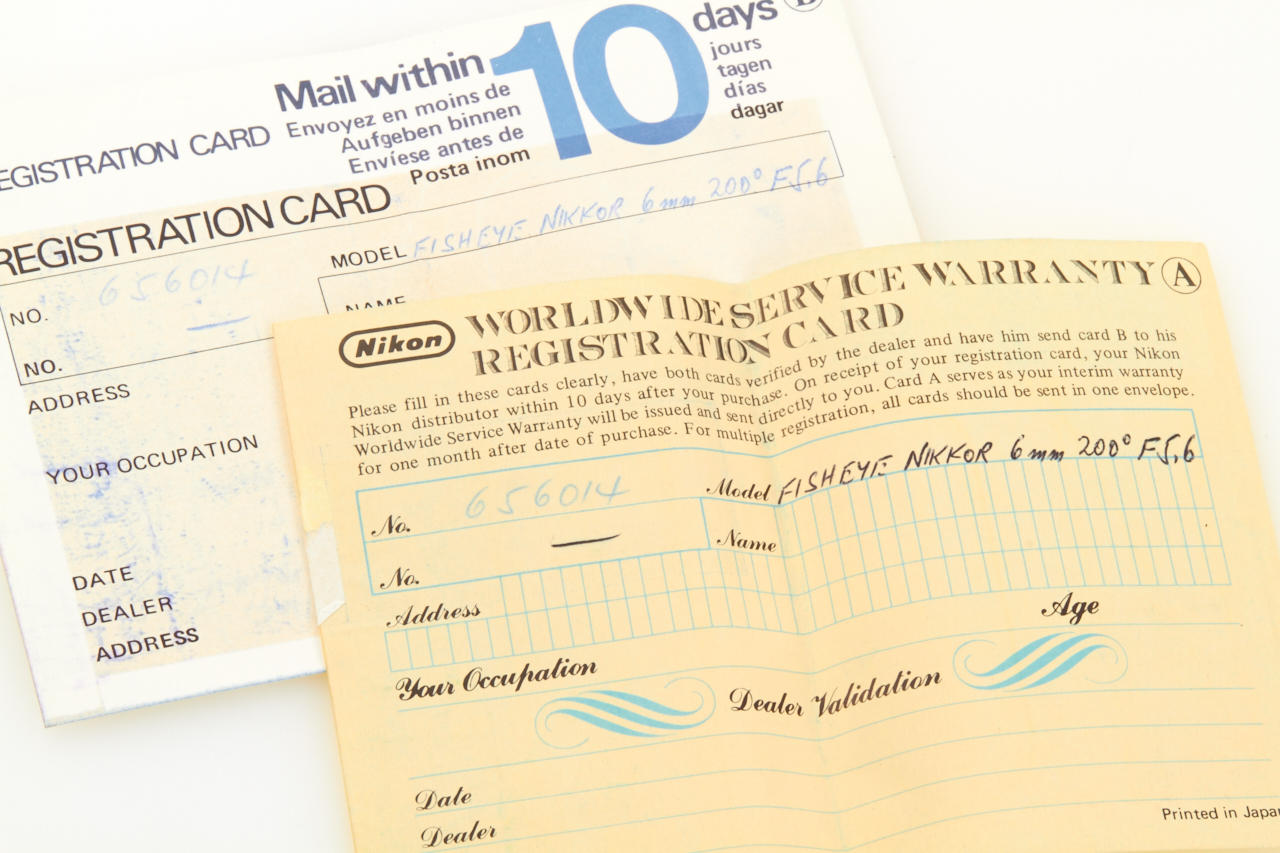 Mail within 10 days B
Envoyez en moins de jours
Aufgeben binnen tagen
Envíese antes de días
Posta inom dagar
EGISTRATION CARD
REGISTRATION CARD
NO. 656014
MODEL FISHEYE NIKKOR 6mm 200° F5.6
NO. —
NAME
ADDRESS
YOUR OCCUPATION
DATE
DEALER
ADDRESS
Nikon WORLDWIDE SERVICE WARRANTY A
REGISTRATION CARD
Please fill in these cards clearly, have both cards verified by the dealer and have him send card B to his
Nikon distributor within 10 days after your purchase. On receipt of your registration card, your Nikon
Worldwide Service Warranty will be issued and sent directly to you. Card A serves as your interim warranty
for one month after date of purchase. For multiple registration, all cards should be sent in one envelope.
No. 656014
Model FISHEYE NIKKOR 6mm 200° F5.6
No. —
Name
Address
Age
Your Occupation
Dealer Validation
Date
Dealer
Printed in Japa